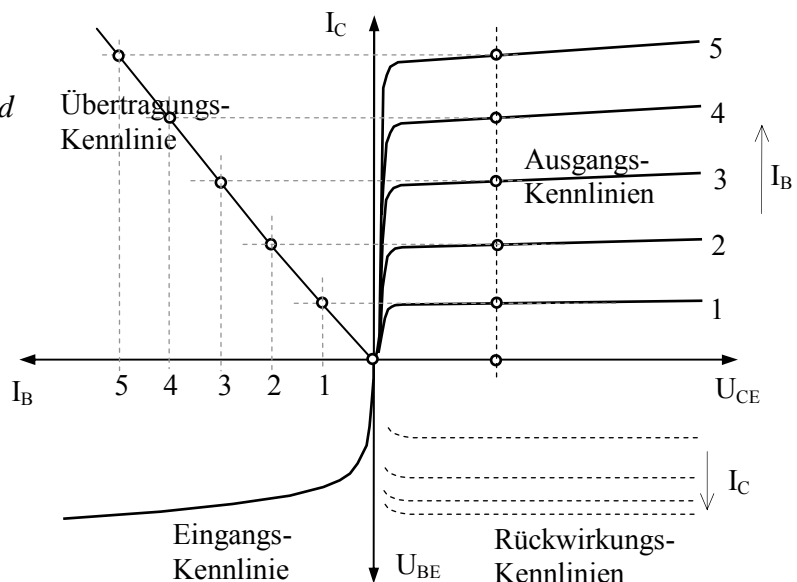 I_C
5
d
Übertragungs-
Kennlinie
4
Ausgangs-
Kennlinien
3
I_B
2
1
I_B
5 4 3 2 1
U_CE
I_C
Eingangs-
Kennlinie
U_BE
Rückwirkungs-
Kennlinien